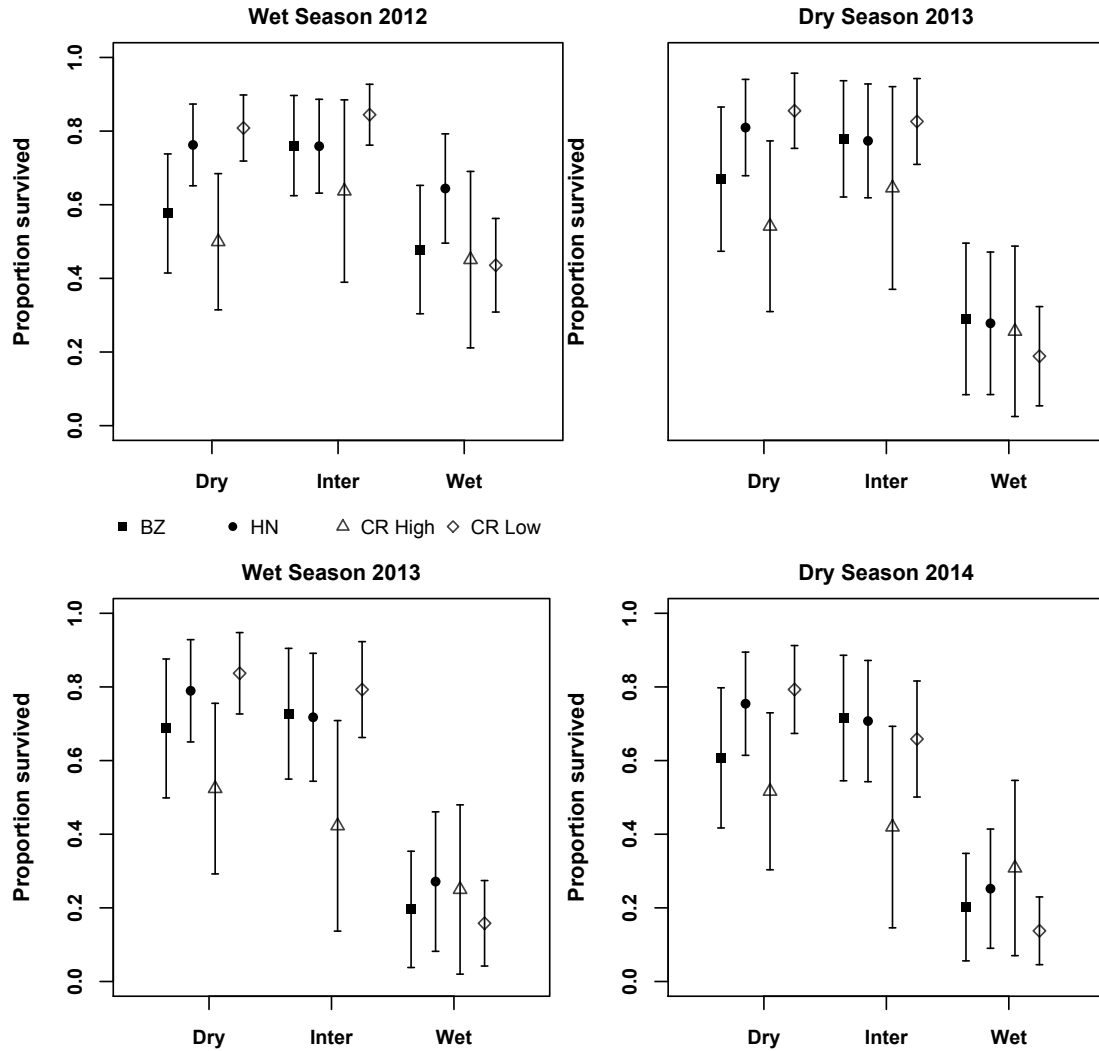 Wet Season 2012
Dry Season 2013
Proportion survived
1.0
0.8
0.6
0.4
0.2
0.0
Dry Inter Wet
Proportion survived
Dry Inter Wet
BZ HN CR High CR Low
Wet Season 2013
Dry Season 2014
Proportion survived
1.0
0.8
0.6
0.4
0.2
0.0
Dry Inter Wet
Proportion survived
1.0
0.8
0.6
0.4
0.2
0.0
Dry Inter Wet